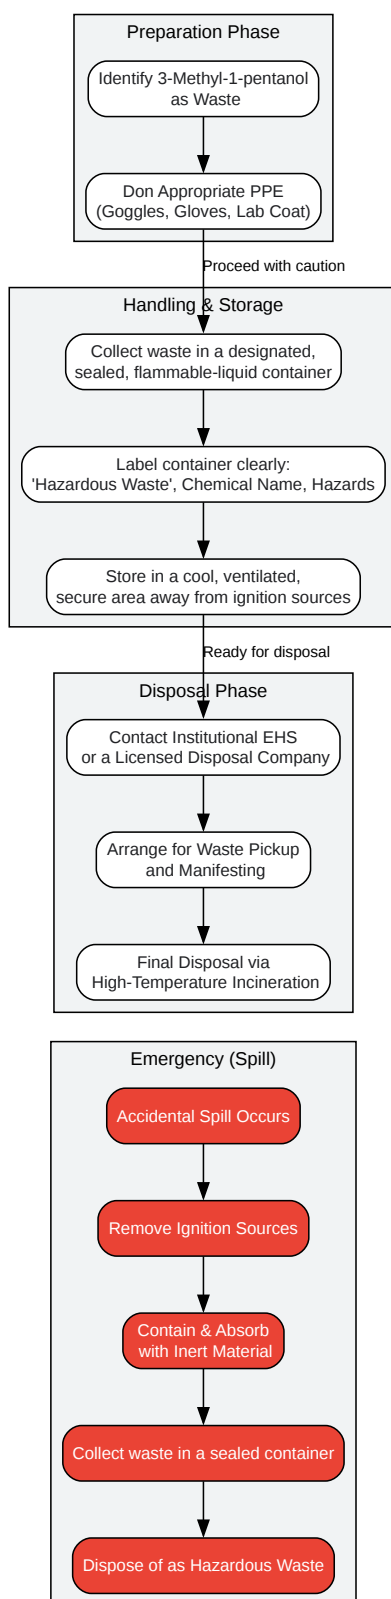 Preparation Phase
Identify 3-Methyl-1-pentanol
as Waste
Don Appropriate PPE
(Goggles, Gloves, Lab Coat)
Proceed with caution
Handling & Storage
Collect waste in a designated,
sealed, flammable-liquid container
Label container clearly:
'Hazardous Waste', Chemical Name, Hazards
Store in a cool, ventilated,
secure area away from ignition sources
Ready for disposal
Disposal Phase
Contact Institutional EHS
or a Licensed Disposal Company
Arrange for Waste Pickup
and Manifesting
Final Disposal via
High-Temperature Incineration
Emergency (Spill)
Accidental Spill Occurs
Remove Ignition Sources
Contain & Absorb
with Inert Material
Collect waste in a sealed container
Dispose of as Hazardous Waste